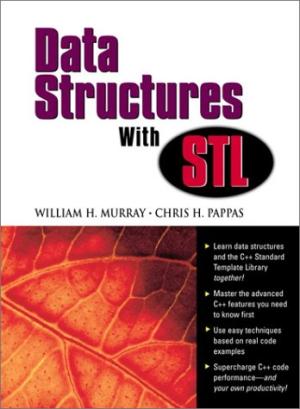 Data
Structures
With STL
WILLIAM H. MURRAY • CHRIS H. PAPPAS
Learn data structures
and the C++ Standard
Template Library
together!
Master the advanced
C++ features you need
to know first
Use easy techniques
based on real code
examples
Supercharge C++ code
performance—and
your own productivity!